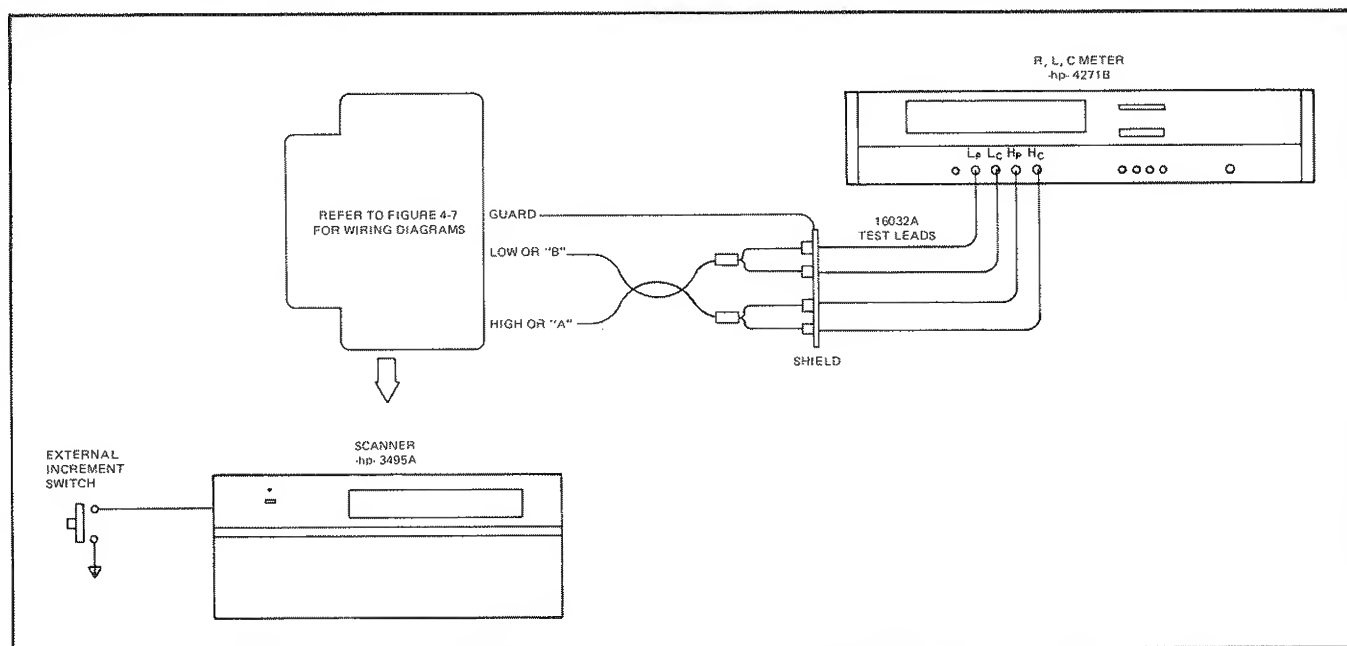 R, L, C METER
-hp- 4271B
LP LC HP HC
REFER TO FIGURE 4-7
FOR WIRING DIAGRAMS
GUARD
LOW OR "B"
HIGH OR "A"
16032A
TEST LEADS
SHIELD
SCANNER
-hp- 3495A
EXTERNAL
INCREMENT
SWITCH